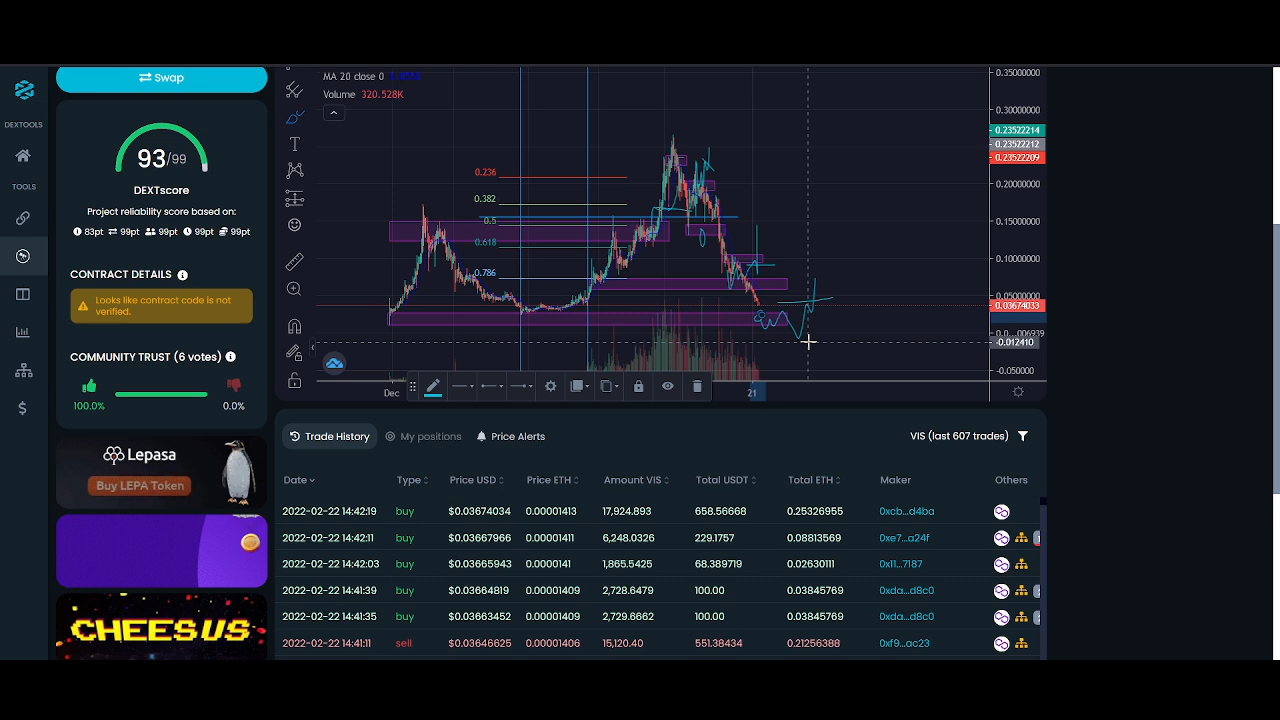 Swap
DEXTOOLS
TOOLS
93/99
DEXTscore
Project reliability score based on:
83pt 99pt 99pt 99pt 99pt
CONTRACT DETAILS
Looks like contract code is not
verified.
COMMUNITY TRUST (6 votes)
100.0% 0.0%
Lepasa
Buy LEPA Token
CHEESUS
MA 20 close 0
Volume 320.528K
0.236
0.382
0.5
0.618
0.786
0.35000000
0.30000000
0.23522214
0.23522212
0.23522209
0.20000000
0.15000000
0.10000000
0.05000000
0.03674033
-0.012410
-0.050000
Dec 21
Trade History My positions Price Alerts VIS (last 607 trades)
Date Type Price USD Price ETH Amount VIS Total USDT Total ETH Maker Others
2022-02-22 14:42:19 buy $0.03674034 0.00001413 17,924.893 658.56668 0.25326955 0xcb...d4ba
2022-02-22 14:42:11 buy $0.03667966 0.00001411 6,248.0326 229.1757 0.08813569 0xe7...a24f
2022-02-22 14:42:03 buy $0.03665943 0.0000141 1,865.5425 68.389719 0.02630111 0x11...7187
2022-02-22 14:41:39 buy $0.03664819 0.00001409 2,728.6479 100.00 0.03845769 0xda...d8c0
2022-02-22 14:41:35 buy $0.03663452 0.00001409 2,729.6662 100.00 0.03845769 0xda...d8c0
2022-02-22 14:41:11 sell $0.03646625 0.00001406 15,120.40 551.38434 0.21256388 0xf9...ac23